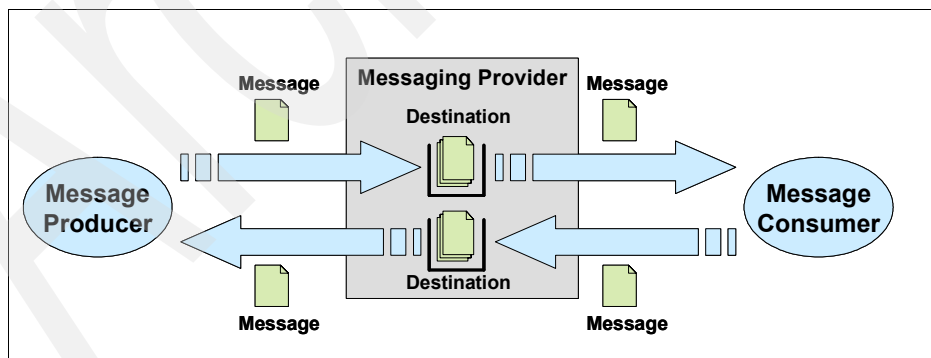 Messaging Provider
Message
Message
Destination
Message
Producer
Message
Consumer
Destination
Message
Message